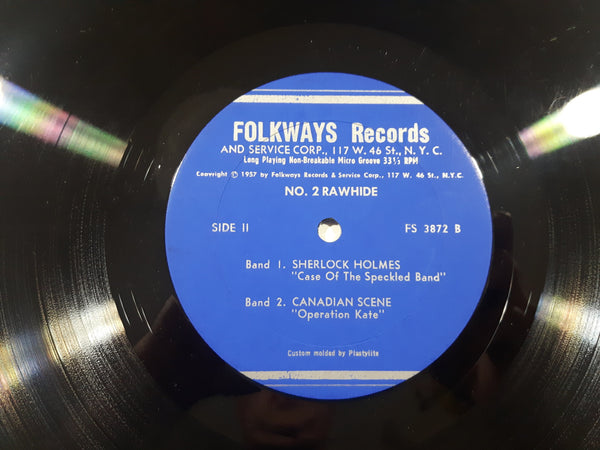 FOLKWAYS Records
AND SERVICE CORP., 117 W. 46 St., N. Y. C.
Long Playing Non-Breakable Micro Groove 33⅓ RPM
Copyright © 1957 by Folkways Records & Service Corp., 117 W. 46 St., N.Y.C.
NO. 2 RAWHIDE
SIDE II FS 3872 B
Band 1. SHERLOCK HOLMES
"Case Of The Speckled Band"
Band 2. CANADIAN SCENE
"Operation Kate"
Custom molded by Plastylite